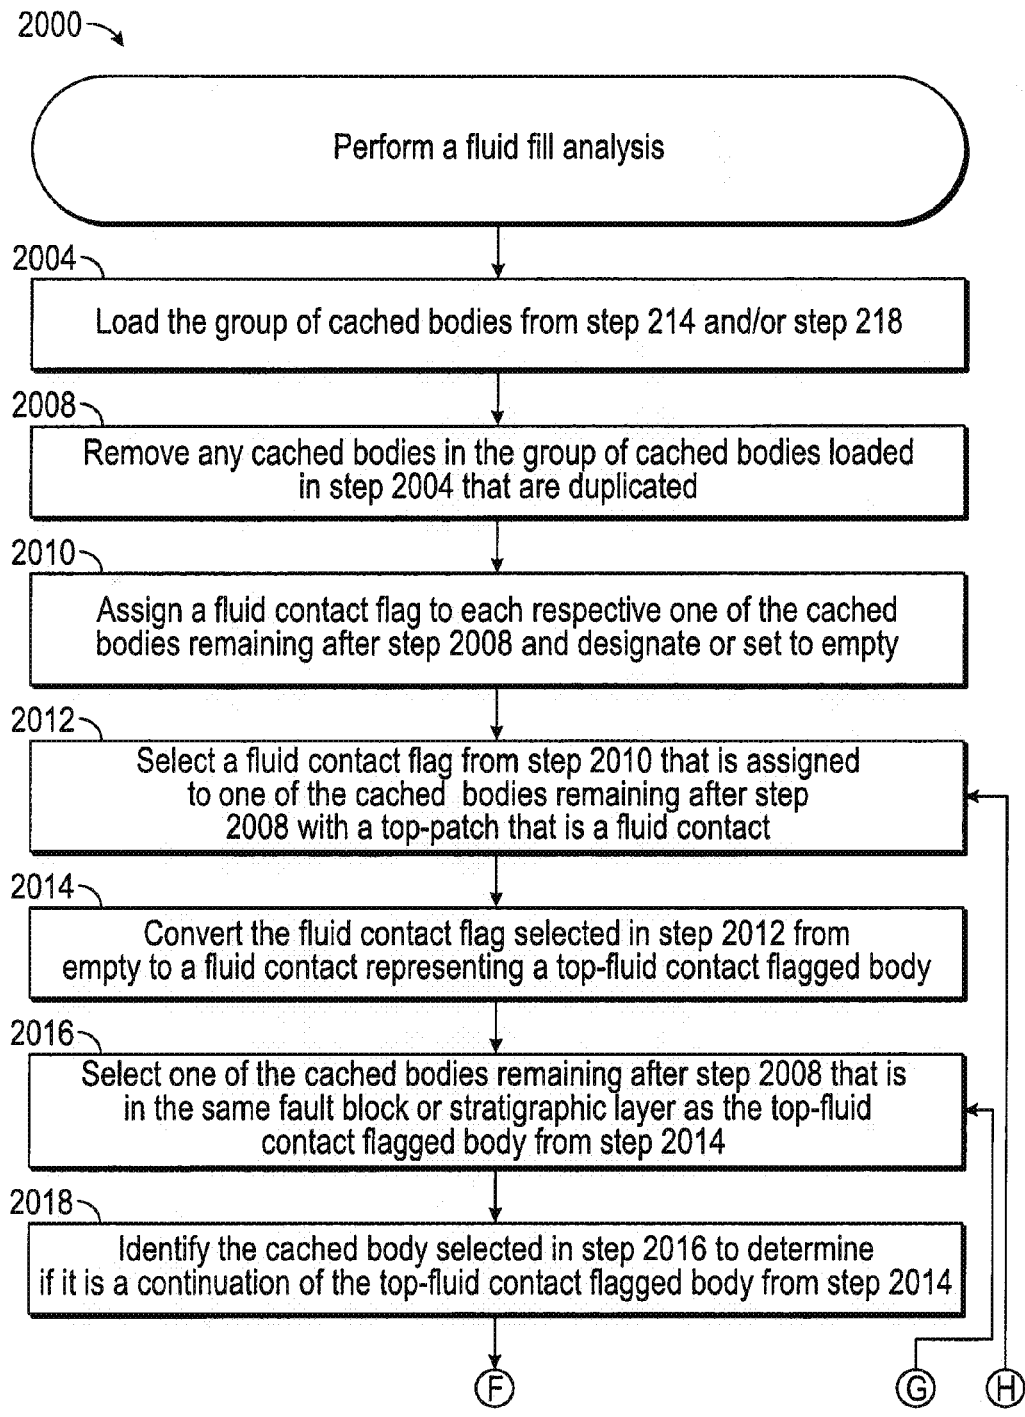 2000
Perform a fluid fill analysis
2004
Load the group of cached bodies from step 214 and/or step 218
2008
Remove any cached bodies in the group of cached bodies loaded
in step 2004 that are duplicated
2010
Assign a fluid contact flag to each respective one of the cached
bodies remaining after step 2008 and designate or set to empty
2012
Select a fluid contact flag from step 2010 that is assigned
to one of the cached bodies remaining after step
2008 with a top-patch that is a fluid contact
2014
Convert the fluid contact flag selected in step 2012 from
empty to a fluid contact representing a top-fluid contact flagged body
2016
Select one of the cached bodies remaining after step 2008 that is
in the same fault block or stratigraphic layer as the top-fluid
contact flagged body from step 2014
2018
Identify the cached body selected in step 2016 to determine
if it is a continuation of the top-fluid contact flagged body from step 2014
F G H